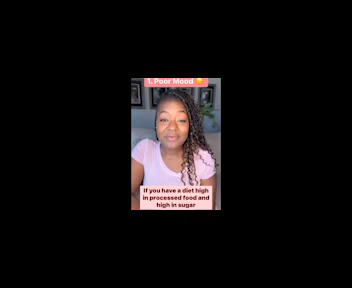 1. Poor Mood
If you have a diet high
in processed food and
high in sugar